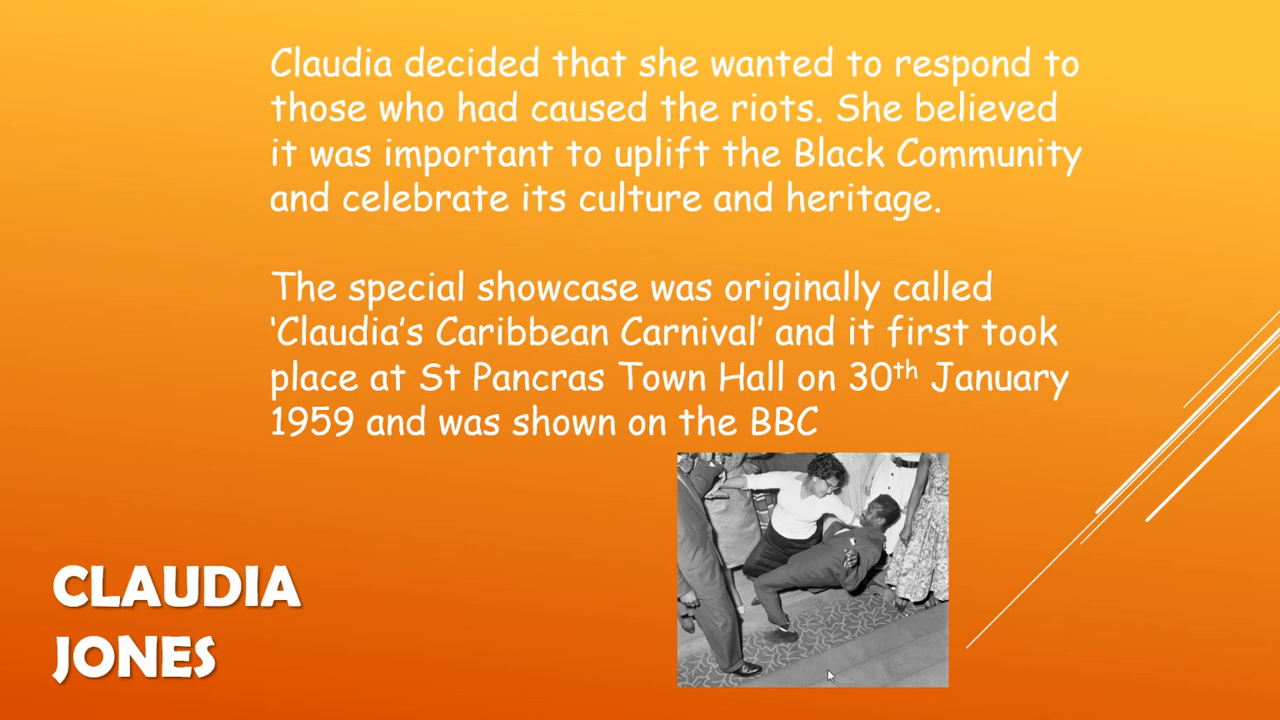 Claudia decided that she wanted to respond to
those who had caused the riots. She believed
it was important to uplift the Black Community
and celebrate its culture and heritage.
The special showcase was originally called
‘Claudia’s Caribbean Carnival’ and it first took
place at St Pancras Town Hall on 30th January
1959 and was shown on the BBC
CLAUDIA
JONES